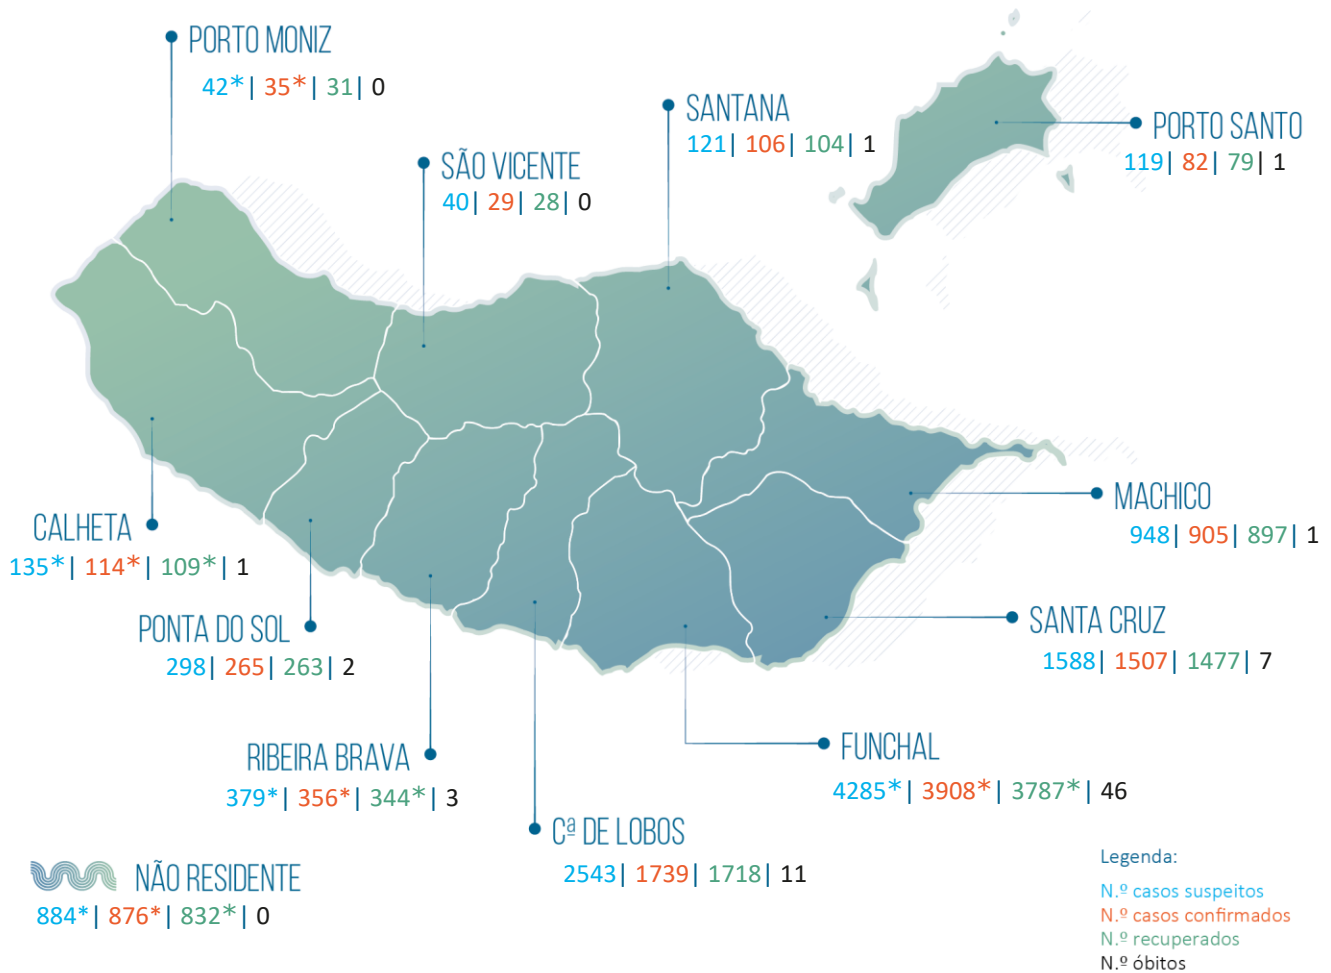 PORTO MONIZ
42*| 35*| 31| 0
SANTANA
121| 106| 104| 1
PORTO SANTO
119| 82| 79| 1
SÃO VICENTE
40| 29| 28| 0
MACHICO
948| 905| 897| 1
CALHETA
135*| 114*| 109*| 1
SANTA CRUZ
1588| 1507| 1477| 7
PONTA DO SOL
298| 265| 263| 2
RIBEIRA BRAVA
379*| 356*| 344*| 3
FUNCHAL
4285*| 3908*| 3787*| 46
Cª DE LOBOS
2543| 1739| 1718| 11
NÃO RESIDENTE
884*| 876*| 832*| 0
Legenda:
N.º casos suspeitos
N.º casos confirmados
N.º recuperados
N.º óbitos